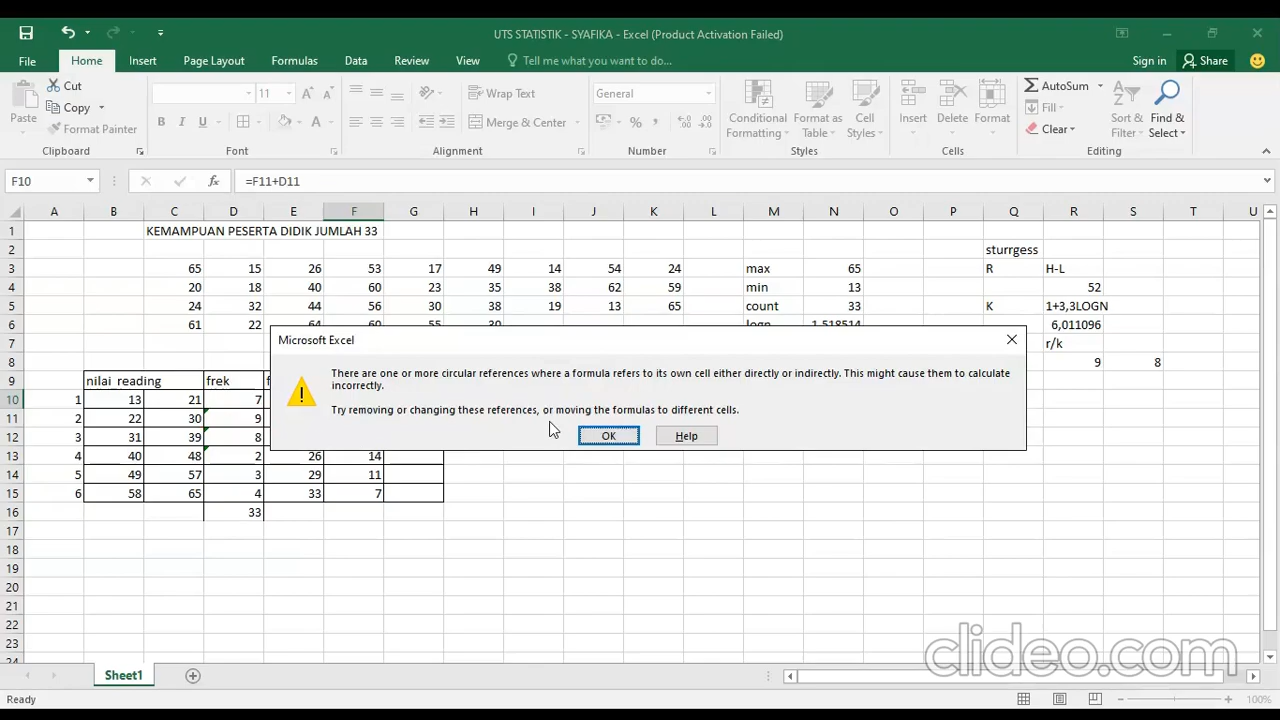 UTS STATISTIK - SYAFIKA - Excel (Product Activation Failed)
File Home Insert Page Layout Formulas Data Review View Tell me what you want to do... Sign in Share
Cut
Copy
Format Painter
Paste
Clipboard
11 A A
B I U A
Font
Wrap Text
Merge & Center
Alignment
General
%
Number
Conditional Formatting
Format as Table
Cell Styles
Styles
Insert Delete Format
Cells
AutoSum
Fill
Clear
Sort & Filter
Find & Select
Editing
F10 fx =F11+D11
A B C D E F G H I J K L M N O P Q R S T U
1 KEMAMPUAN PESERTA DIDIK JUMLAH 33
2 sturrgess
3 65 15 26 53 17 49 14 54 24 max 65 R H-L
4 20 18 40 60 23 35 38 62 59 min 13 52
5 24 32 44 56 30 38 19 13 65 count 33 K 1+3,3LOGN
6 61 22 64 60 55 30 logn 1,518514 6,011096
7 r/k
8 9 8
9 nilai reading frek f
10 1 13 21 7
11 2 22 30 9
12 3 31 39 8
13 4 40 48 2 26 14
14 5 49 57 3 29 11
15 6 58 65 4 33 7
16 33
17
18
19
20
21
22
23
24
Microsoft Excel
There are one or more circular references where a formula refers to its own cell either directly or indirectly. This might cause them to calculate
incorrectly.
Try removing or changing these references, or moving the formulas to different cells.
OK Help
clideo.com
Sheet1
Ready 100%